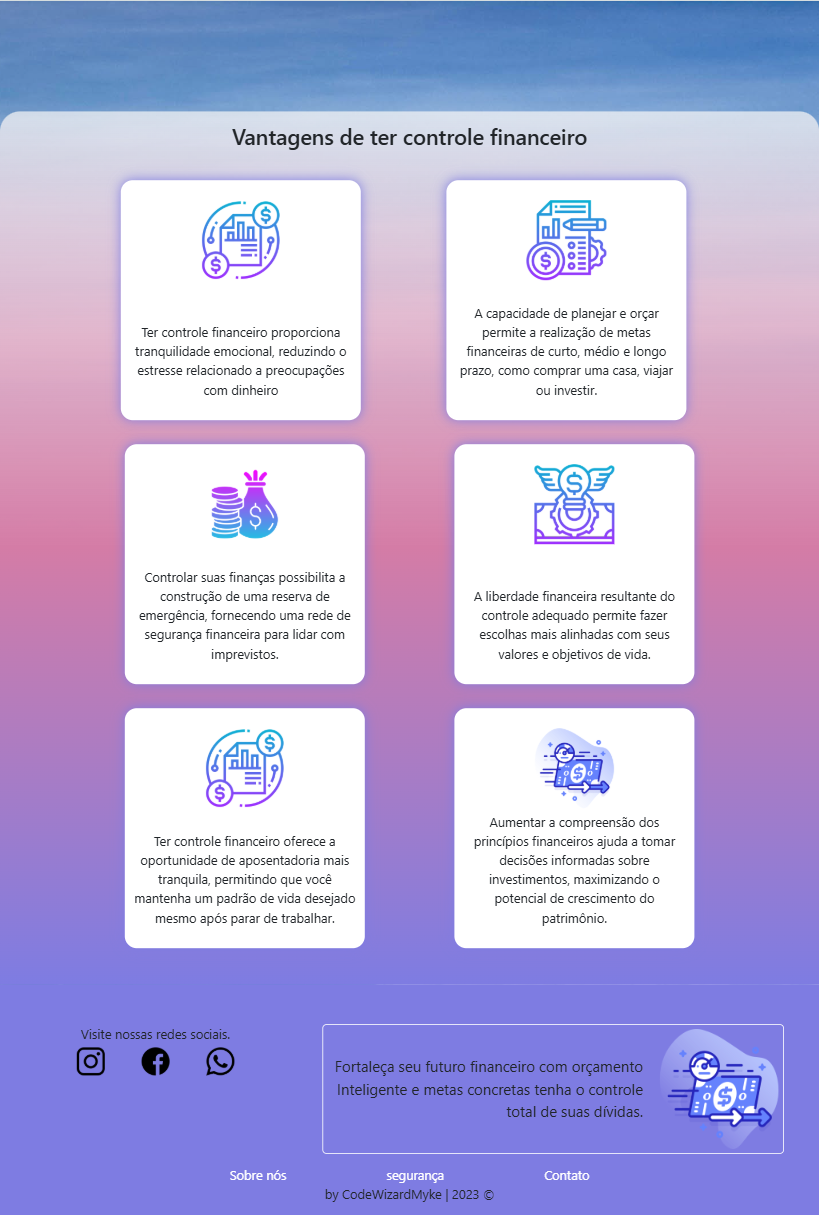 Vantagens de ter controle financeiro
Ter controle financeiro proporciona
tranquilidade emocional, reduzindo o
estresse relacionado a preocupações
com dinheiro
A capacidade de planejar e orçar
permite a realização de metas
financeiras de curto, médio e longo
prazo, como comprar uma casa, viajar
ou investir.
Controlar suas finanças possibilita a
construção de uma reserva de
emergência, fornecendo uma rede de
segurança financeira para lidar com
imprevistos.
A liberdade financeira resultante do
controle adequado permite fazer
escolhas mais alinhadas com seus
valores e objetivos de vida.
Ter controle financeiro oferece a
oportunidade de aposentadoria mais
tranquila, permitindo que você
mantenha um padrão de vida desejado
mesmo após parar de trabalhar.
Aumentar a compreensão dos
princípios financeiros ajuda a tomar
decisões informadas sobre
investimentos, maximizando o
potencial de crescimento do
patrimônio.
Visite nossas redes sociais.
Fortaleça seu futuro financeiro com orçamento
Inteligente e metas concretas tenha o controle
total de suas dívidas.
Sobre nós segurança Contato
by CodeWizardMyke | 2023 ©